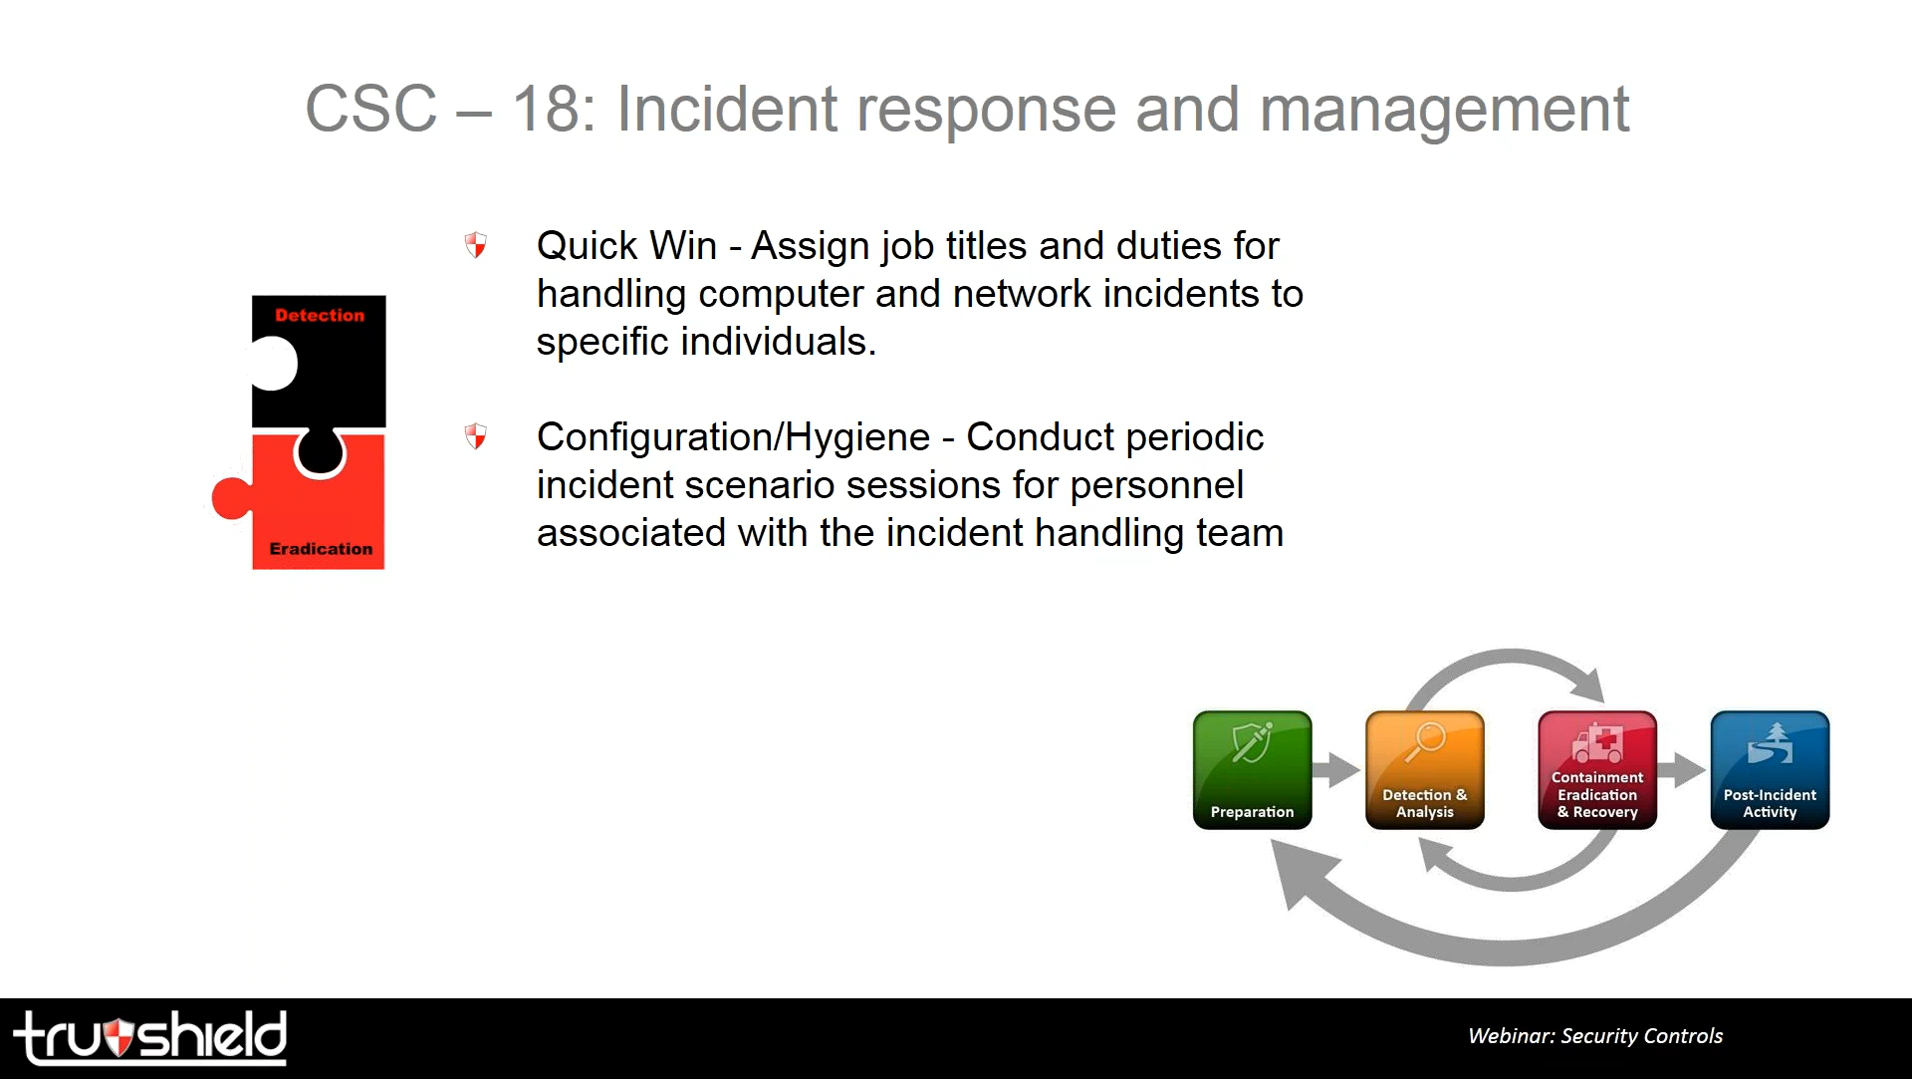 CSC – 18: Incident response and management
Quick Win - Assign job titles and duties for
handling computer and network incidents to
specific individuals.
Detection
Configuration/Hygiene - Conduct periodic
incident scenario sessions for personnel
associated with the incident handling team
Eradication
Preparation
Detection &
Analysis
Containment
Eradication
& Recovery
Post-Incident
Activity
trushield
Webinar: Security Controls